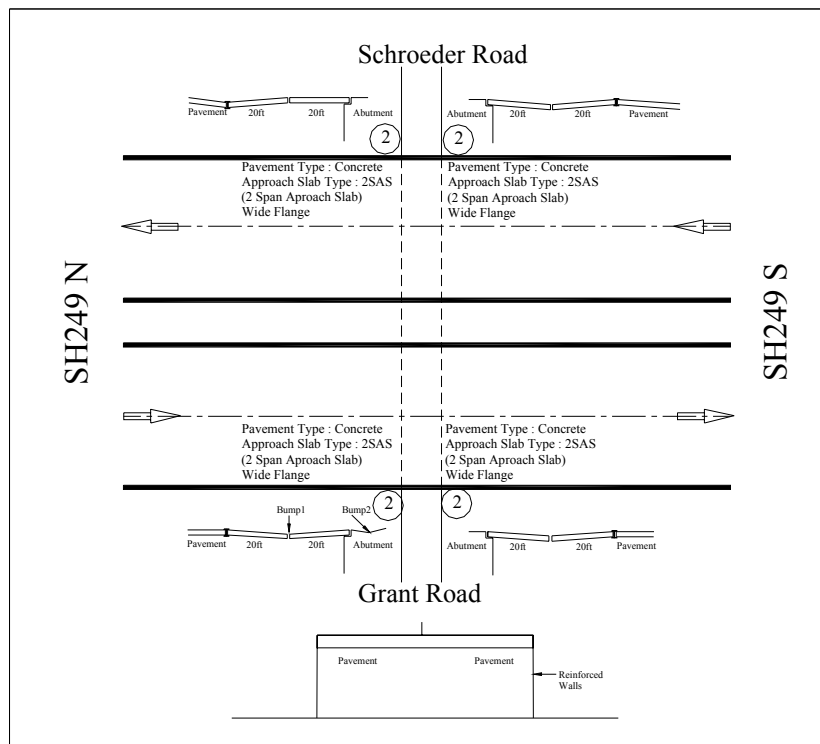 Schroeder Road
Pavement 20ft 20ft Abutment
Abutment 20ft 20ft Pavement
2 2
Pavement Type : Concrete
Approach Slab Type : 2SAS
(2 Span Aproach Slab)
Wide Flange
Pavement Type : Concrete
Approach Slab Type : 2SAS
(2 Span Aproach Slab)
Wide Flange
SH249 N
SH249 S
Pavement Type : Concrete
Approach Slab Type : 2SAS
(2 Span Aproach Slab)
Wide Flange
Pavement Type : Concrete
Approach Slab Type : 2SAS
(2 Span Aproach Slab)
Wide Flange
2 2
Bump1 Bump2
Pavement 20ft 20ft Abutment
Abutment 20ft 20ft Pavement
Grant Road
Pavement Pavement
Reinforced
Walls